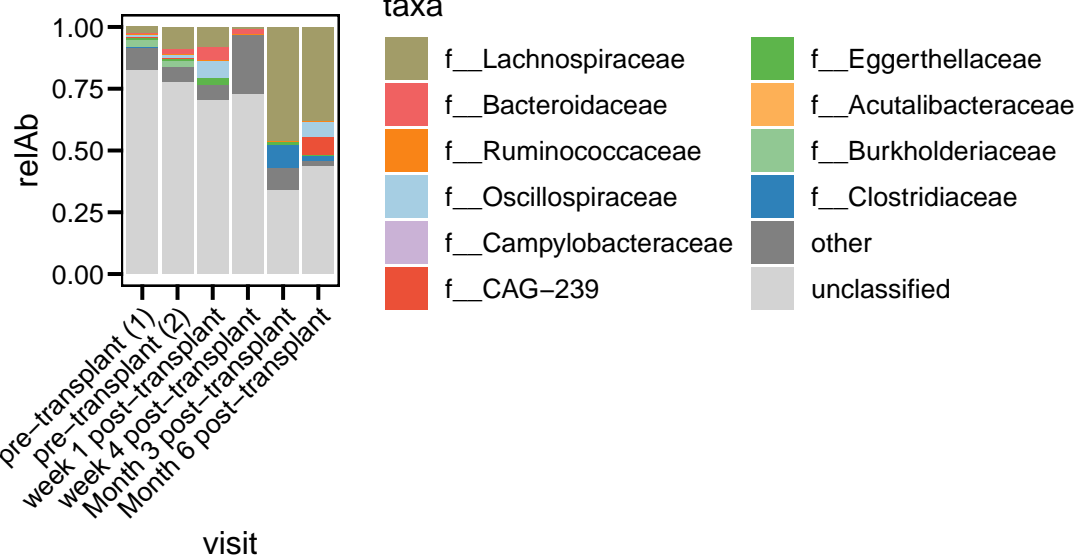 taxa
1.00
0.75
0.50
0.25
0.00
relAb
pre−transplant (1)
pre−transplant (2)
week 1 post−transplant
week 4 post−transplant
Month 3 post−transplant
Month 6 post−transplant
visit
f__Lachnospiraceae
f__Bacteroidaceae
f__Ruminococcaceae
f__Oscillospiraceae
f__Campylobacteraceae
f__CAG−239
f__Eggerthellaceae
f__Acutalibacteraceae
f__Burkholderiaceae
f__Clostridiaceae
other
unclassified